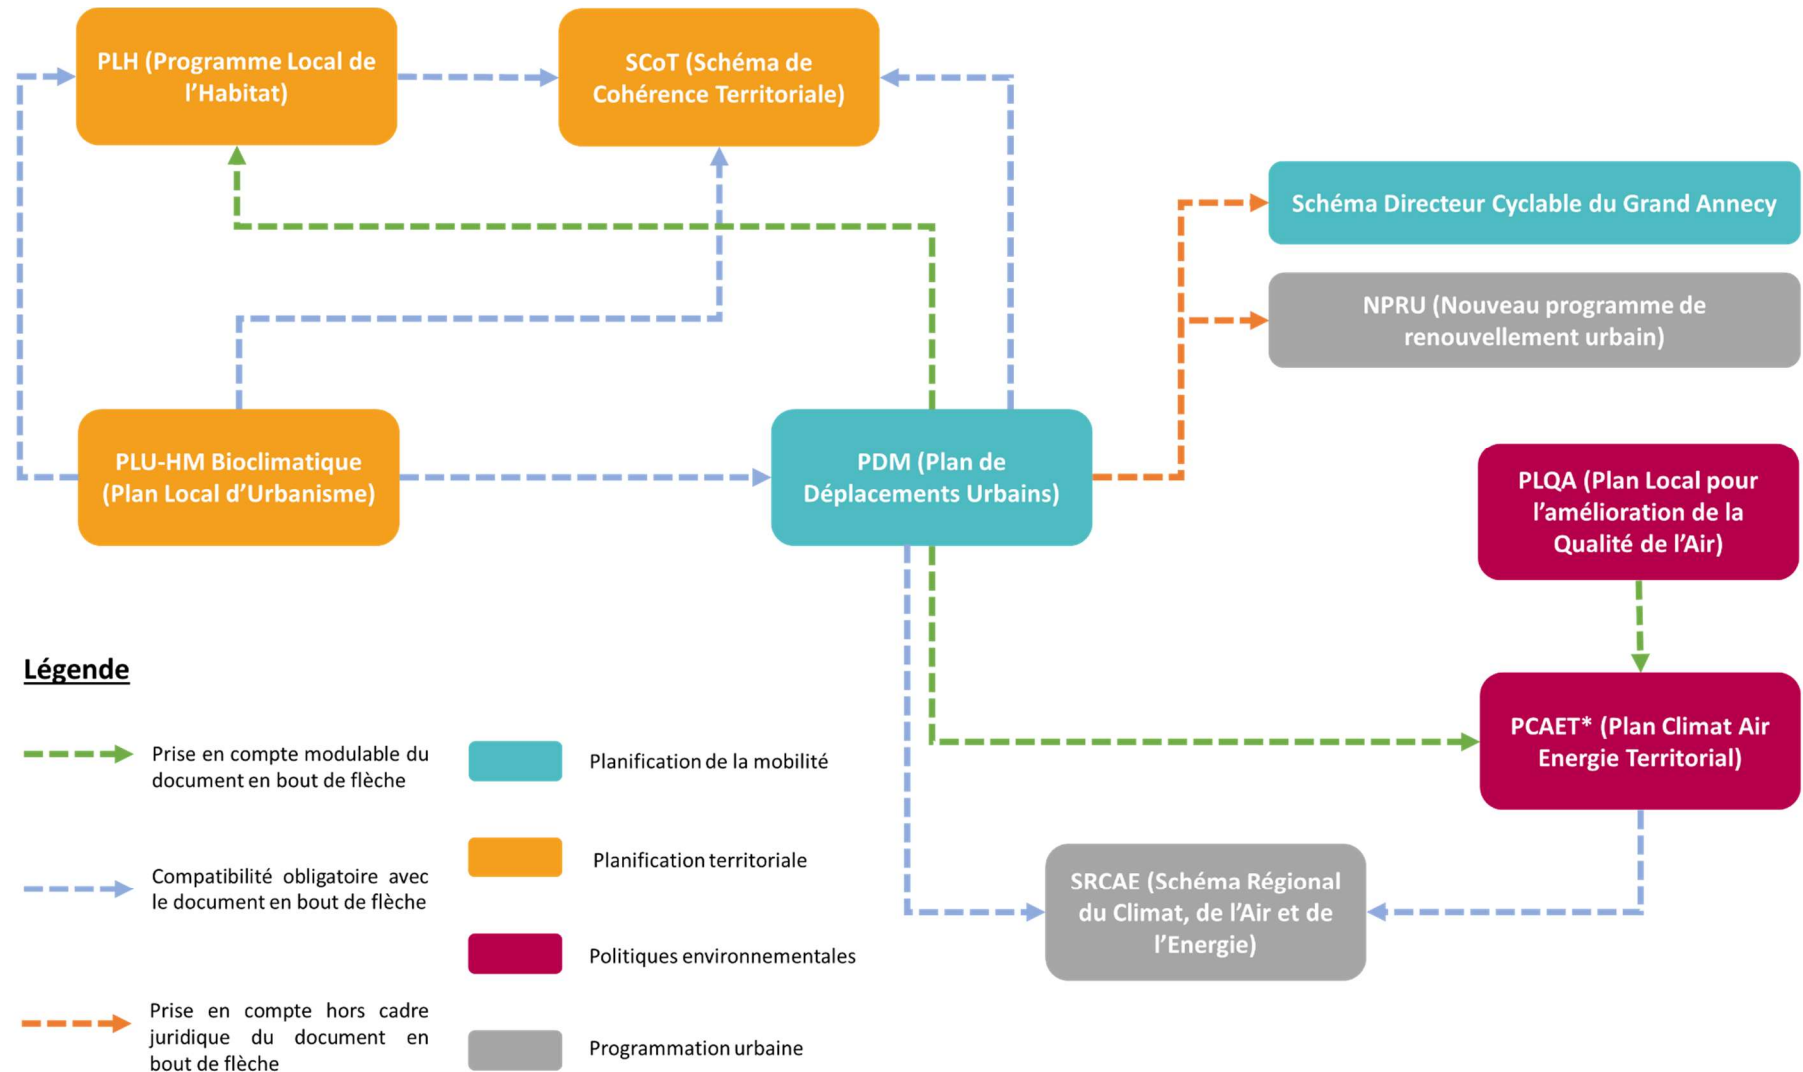 PLH (Programme Local de
l’Habitat)
SCoT (Schéma de
Cohérence Territoriale)
Schéma Directeur Cyclable du Grand Annecy
NPRU (Nouveau programme de
renouvellement urbain)
PLU-HM Bioclimatique
(Plan Local d’Urbanisme)
PDM (Plan de
Déplacements Urbains)
PLQA (Plan Local pour
l’amélioration de la
Qualité de l’Air)
PCAET* (Plan Climat Air
Energie Territorial)
SRCAE (Schéma Régional
du Climat, de l’Air et de
l’Energie)
Légende
Prise en compte modulable du
document en bout de flèche
Compatibilité obligatoire avec
le document en bout de flèche
Prise en compte hors cadre
juridique du document en
bout de flèche
Planification de la mobilité
Planification territoriale
Politiques environnementales
Programmation urbaine